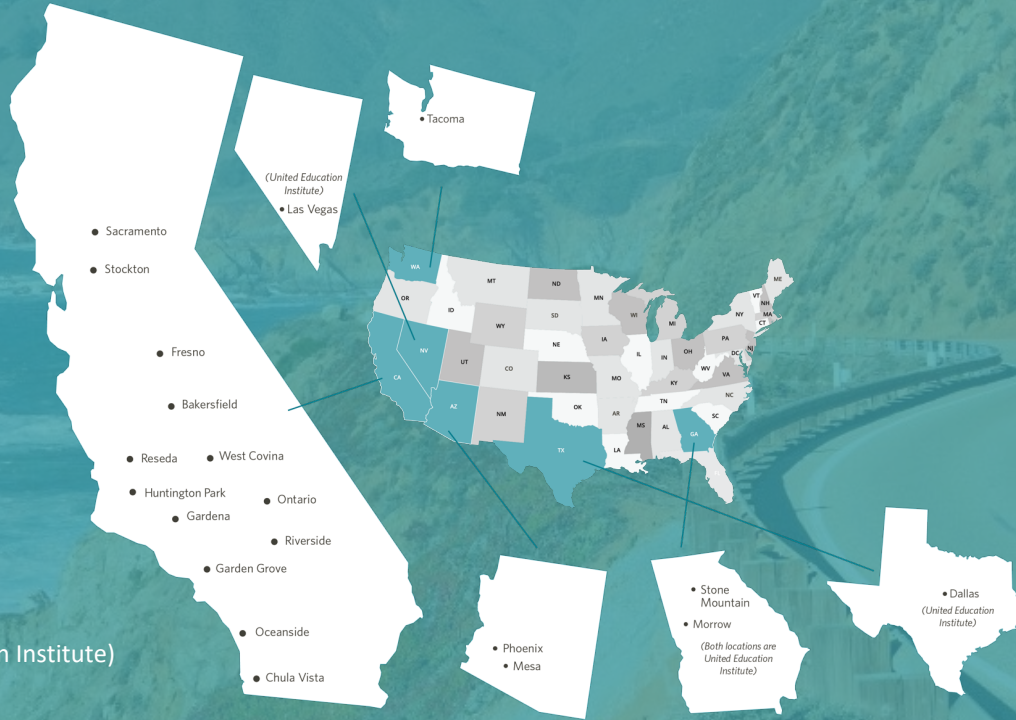 Tacoma
(United Education
Institute)
Las Vegas
Sacramento
Stockton
Fresno
Bakersfield
Reseda
West Covina
Huntington Park
Ontario
Gardena
Riverside
Garden Grove
Oceanside
Chula Vista
n Institute)
WA
MT
ND
MN
ME
OR
ID
SD
WI
MI
VT
NH
NY
MA
CT
WY
NE
IA
PA
NJ
NV
UT
CO
IL
IN
OH
DC
WV
VA
CA
KS
MO
KY
NC
AZ
NM
OK
AR
TN
SC
TX
LA
MS
AL
GA
Phoenix
Mesa
Stone
Mountain
Morrow
(Both locations are
United Education
Institute)
Dallas
(United Education
Institute)